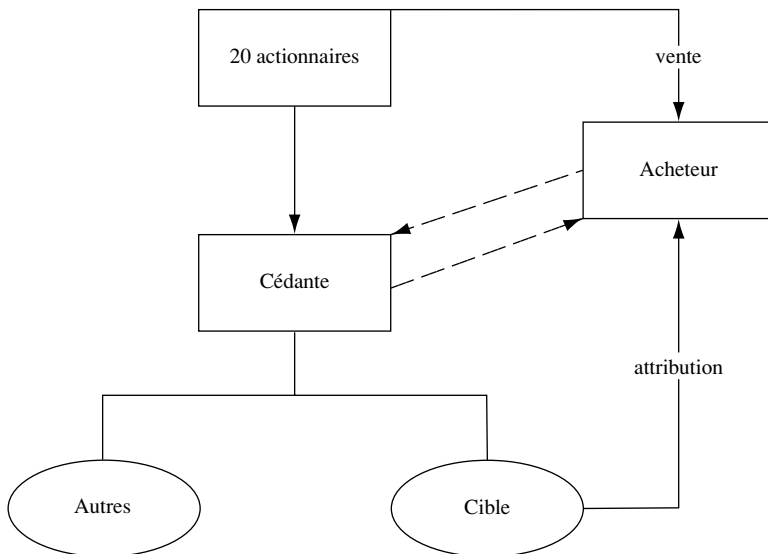 20 actionnaires
vente
Acheteur
Cédante
attribution
Autres
Cible